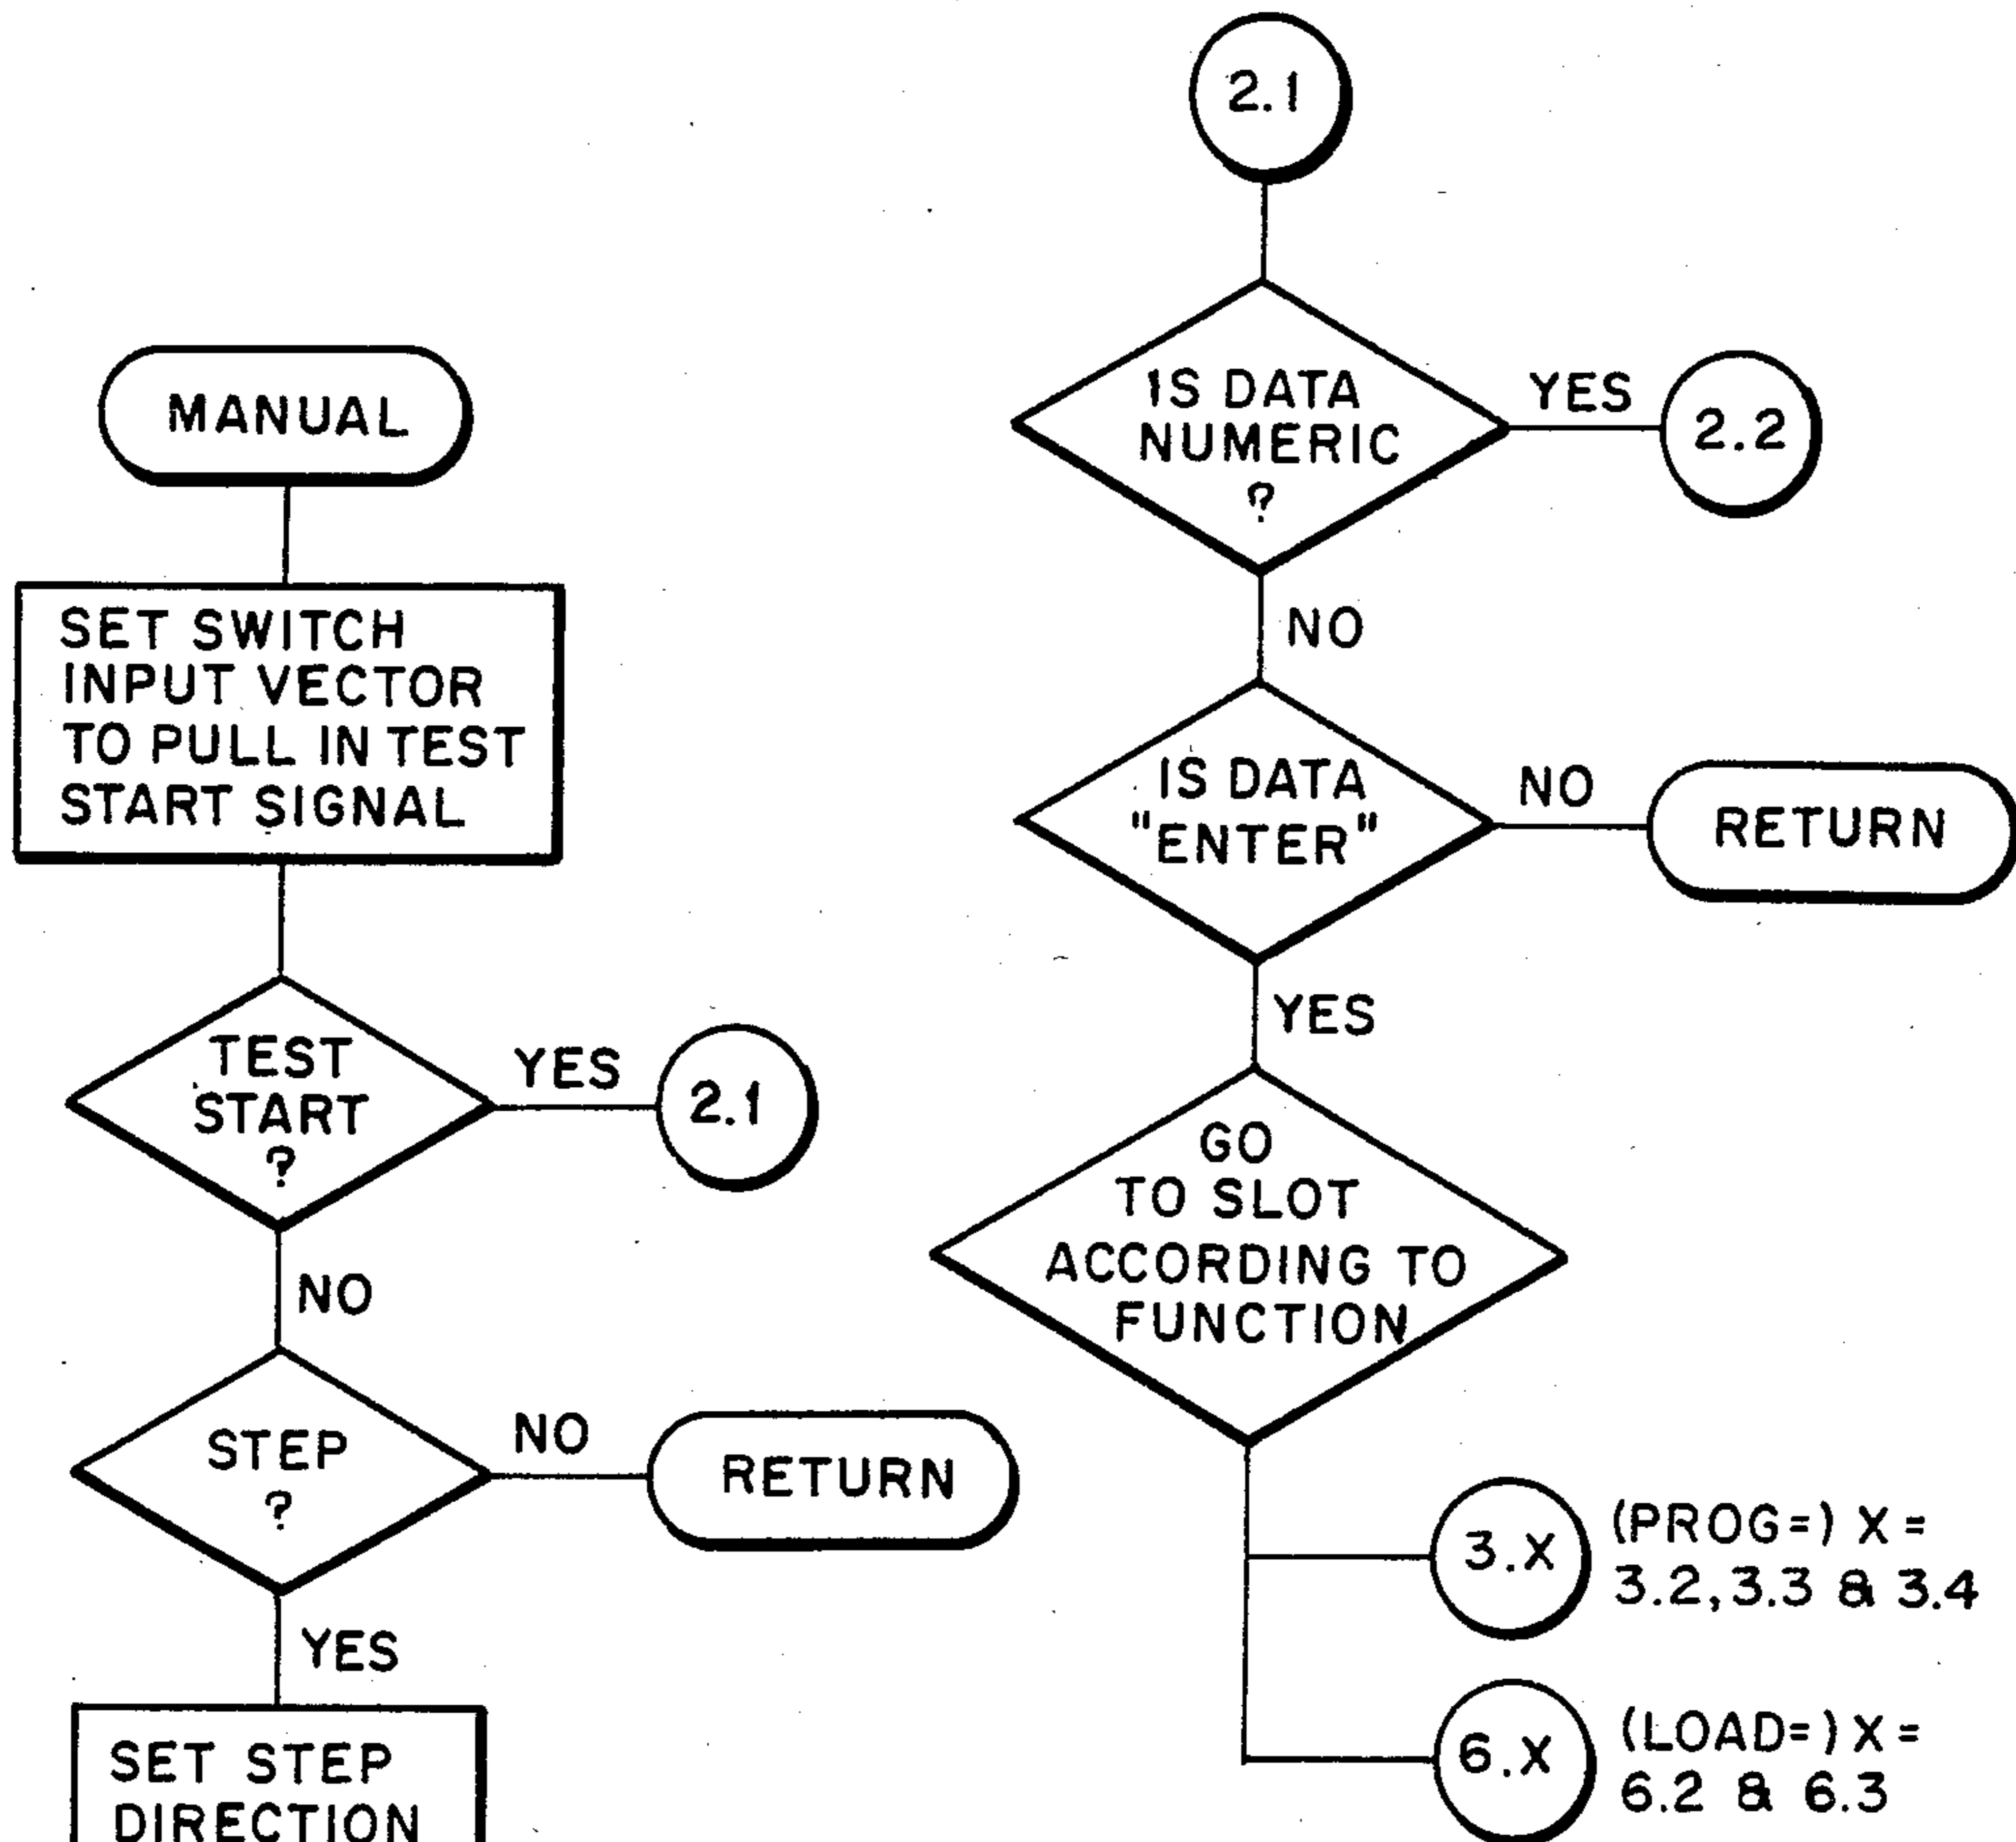 MANUAL
SET SWITCH
INPUT VECTOR
TO PULL IN TEST
START SIGNAL
TEST
START
?
YES
2.1
NO
STEP
?
NO
RETURN
YES
SET STEP
DIRECTION
2.1
IS DATA
NUMERIC
?
YES
2.2
NO
IS DATA
"ENTER"
NO
RETURN
YES
GO
TO SLOT
ACCORDING TO
FUNCTION
3.X
(PROG=) X =
3.2, 3.3 & 3.4
6.X
(LOAD=) X =
6.2 & 6.3